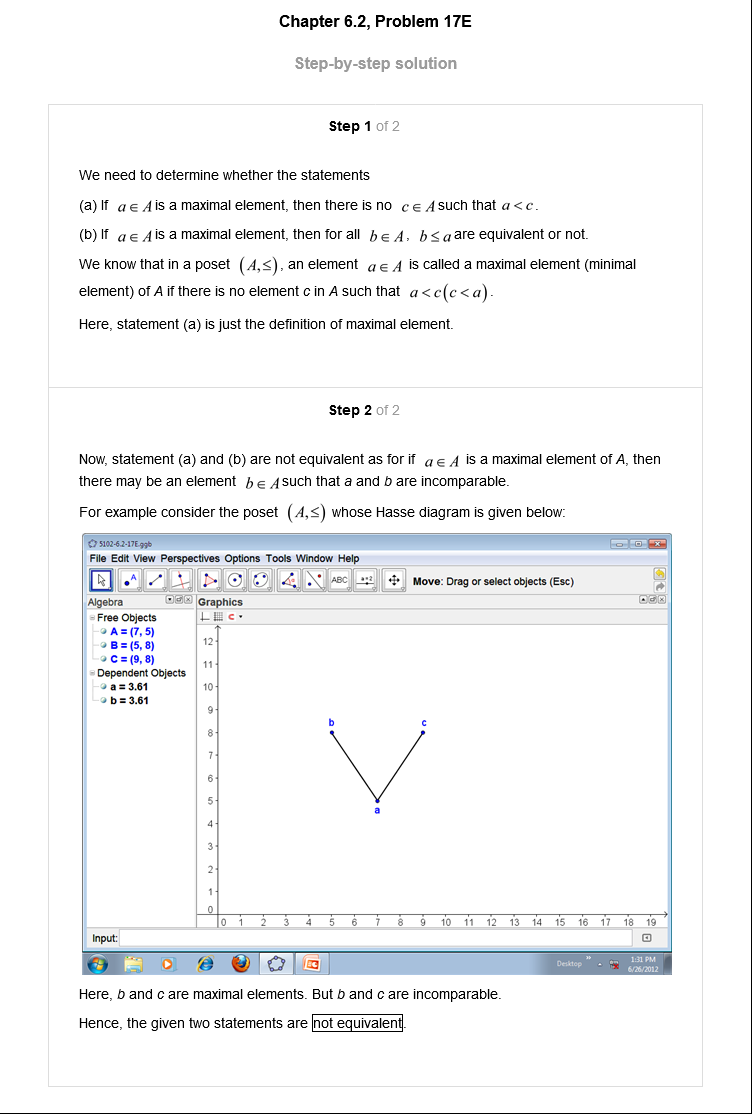 Chapter 6.2, Problem 17E
Step-by-step solution
Step 1 of 2
We need to determine whether the statements
(a) If a ∈ A is a maximal element, then there is no c ∈ A such that a < c.
(b) If a ∈ A is a maximal element, then for all b ∈ A, b ≤ a are equivalent or not.
We know that in a poset (A,≤), an element a ∈ A is called a maximal element (minimal
element) of A if there is no element c in A such that a < c(c < a).
Here, statement (a) is just the definition of maximal element.
Step 2 of 2
Now, statement (a) and (b) are not equivalent as for if a ∈ A is a maximal element of A, then
there may be an element b ∈ A such that a and b are incomparable.
For example consider the poset (A,≤) whose Hasse diagram is given below:
5102-6.2-17E.ggb
File Edit View Perspectives Options Tools Window Help
A ABC a=2 Move: Drag or select objects (Esc)
Algebra Graphics
Free Objects
A = (7, 5)
B = (5, 8)
C = (9, 8)
Dependent Objects
a = 3.61
b = 3.61
12
11
10
9
8
7
6
5
4
3
2
1
0
b c
a
0 1 2 3 4 5 6 7 8 9 10 11 12 13 14 15 16 17 18 19
Input:
Desktop » 1:31 PM
6/26/2012
Here, b and c are maximal elements. But b and c are incomparable.
Hence, the given two statements are not equivalent.